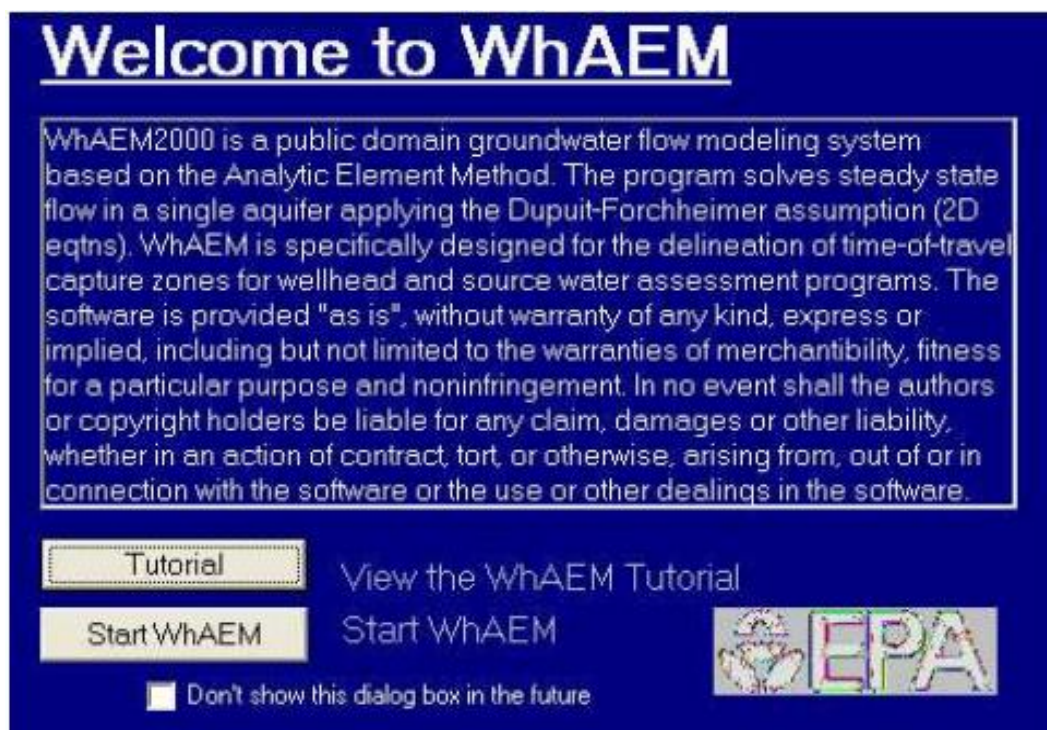 Welcome to WhAEM
WhAEM2000 is a public domain groundwater flow modeling system
based on the Analytic Element Method. The program solves steady state
flow in a single aquifer applying the Dupuit-Forchheimer assumption (2D
eqtns). WhAEM is specifically designed for the delineation of time-of-travel
capture zones for wellhead and source water assessment programs. The
software is provided "as is", without warranty of any kind, express or
implied, including but not limited to the warranties of merchantibility, fitness
for a particular purpose and noninfringement. In no event shall the authors
or copyright holders be liable for any claim, damages or other liability,
whether in an action of contract, tort, or otherwise, arising from, out of or in
connection with the software or the use or other dealings in the software.
Tutorial View the WhAEM Tutorial
Start WhAEM Start WhAEM
EPA
Don't show this dialog box in the future